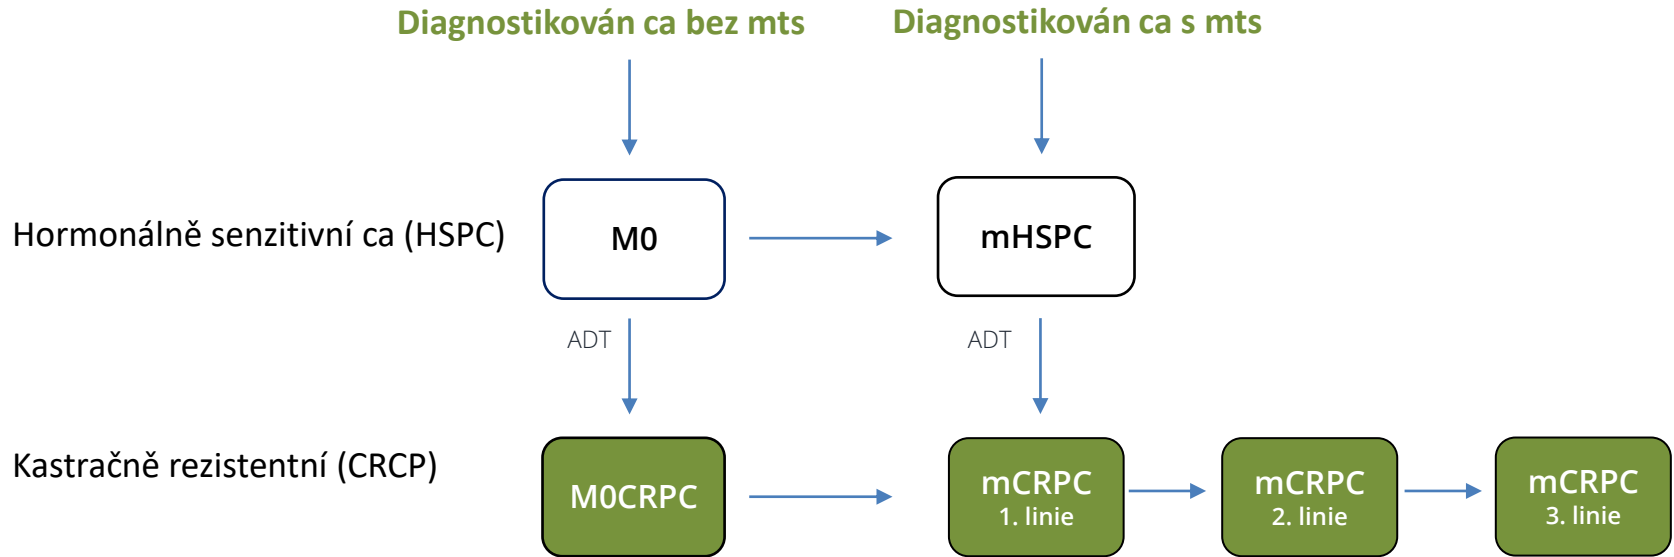 Diagnostikován ca bez mts
Diagnostikován ca s mts
Hormonálně senzitivní ca (HSPC)
M0
mHSPC
ADT
ADT
Kastračně rezistentní (CRCP)
M0CRPC
mCRPC
1. linie
mCRPC
2. linie
mCRPC
3. linie